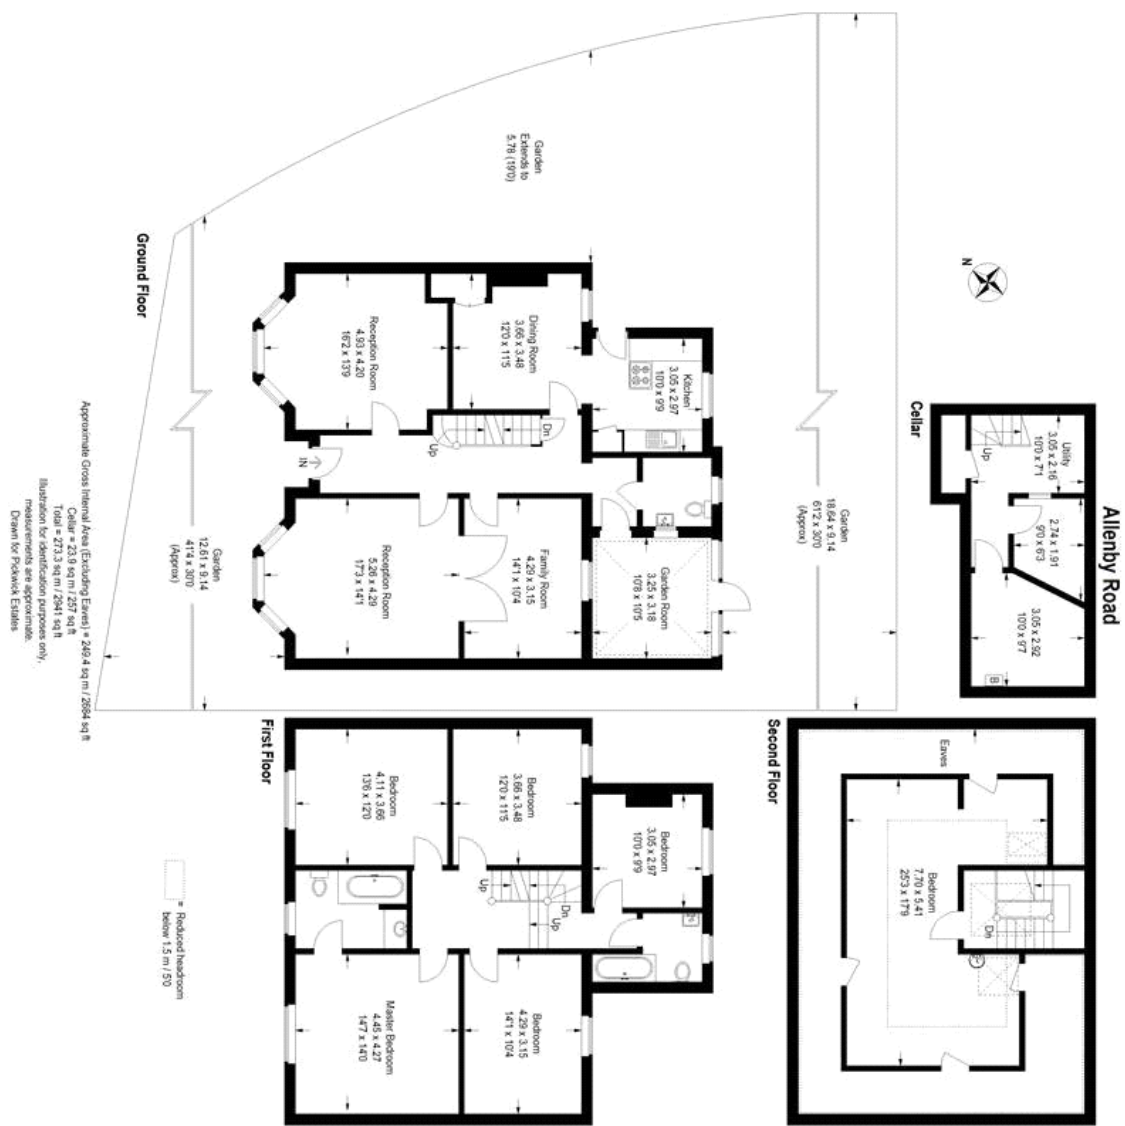 Allenby Road
N
Cellar
Utility
3.05 x 2.16
10'0 x 7'1
Up
2.74 x 1.91
9'0 x 6'3
3.05 x 2.92
10'0 x 9'7
B
Garden
Extends to
5.78 (19'0)
Garden
18.64 x 9.14
61'2 x 30'0
(Approx)
Kitchen
3.05 x 2.97
10'0 x 9'9
Dining Room
3.66 x 3.48
12'0 x 11'5
Reception Room
4.93 x 4.20
16'2 x 13'9
Dn
Up
IN
Garden Room
3.25 x 3.18
10'8 x 10'5
Family Room
4.29 x 3.15
14'1 x 10'4
Reception Room
5.26 x 4.29
17'3 x 14'1
Garden
12.61 x 9.14
41'4 x 30'0
(Approx)
Ground Floor
Second Floor
Eaves
Bedroom
7.70 x 5.41
25'3 x 17'9
Dn
First Floor
Bedroom
3.05 x 2.97
10'0 x 9'9
Bedroom
3.66 x 3.48
12'0 x 11'5
Bedroom
4.11 x 3.66
13'6 x 12'0
Dn
Up
Up
Bedroom
4.29 x 3.15
14'1 x 10'4
Master Bedroom
4.45 x 4.27
14'7 x 14'0
= Reduced headroom
below 1.5 m / 5'0
Approximate Gross Internal Area (Excluding Eaves) = 249.4 sq m / 2684 sq ft
Cellar = 23.9 sq m / 257 sq ft
Total = 273.3 sq m / 2941 sq ft
Illustration for identification purposes only,
measurements are approximate.
Drawn for Pickwick Estates